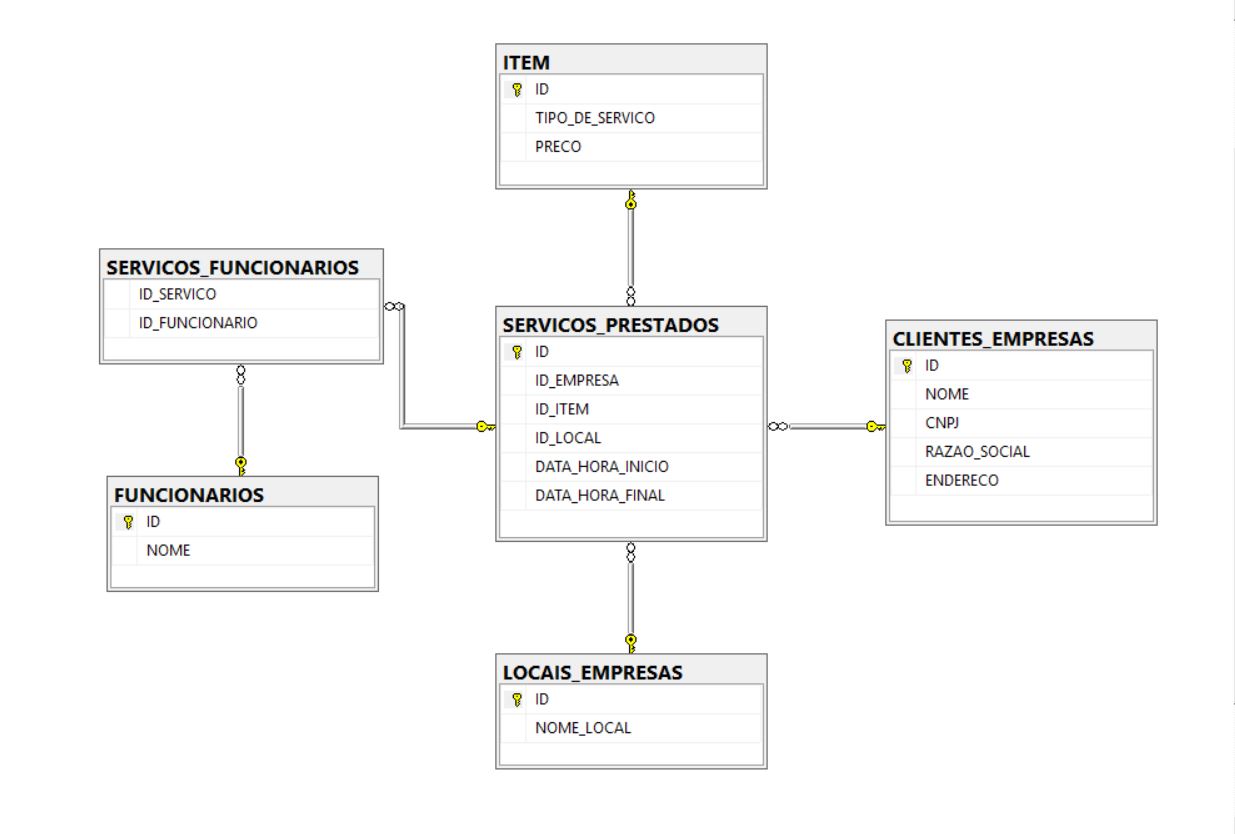 ITEM
ID
TIPO_DE_SERVICO
PRECO
SERVICOS_FUNCIONARIOS
ID_SERVICO
ID_FUNCIONARIO
SERVICOS_PRESTADOS
ID
ID_EMPRESA
ID_ITEM
ID_LOCAL
DATA_HORA_INICIO
DATA_HORA_FINAL
CLIENTES_EMPRESAS
ID
NOME
CNPJ
RAZAO_SOCIAL
ENDERECO
FUNCIONARIOS
ID
NOME
LOCAIS_EMPRESAS
ID
NOME_LOCAL